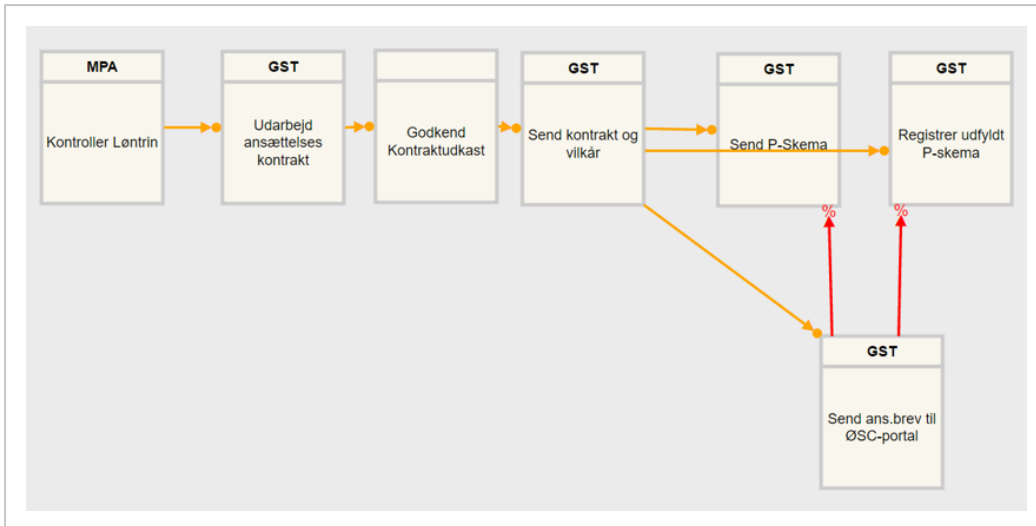 MPA
Kontroller Løntrin
GST
Udarbejd
ansættelses
kontrakt
Godkend
Kontraktudkast
GST
Send kontrakt og
vilkår
GST
Send P-Skema
GST
Registrer udfyldt
P-skema
%
%
GST
Send ans.brev til
ØSC-portal